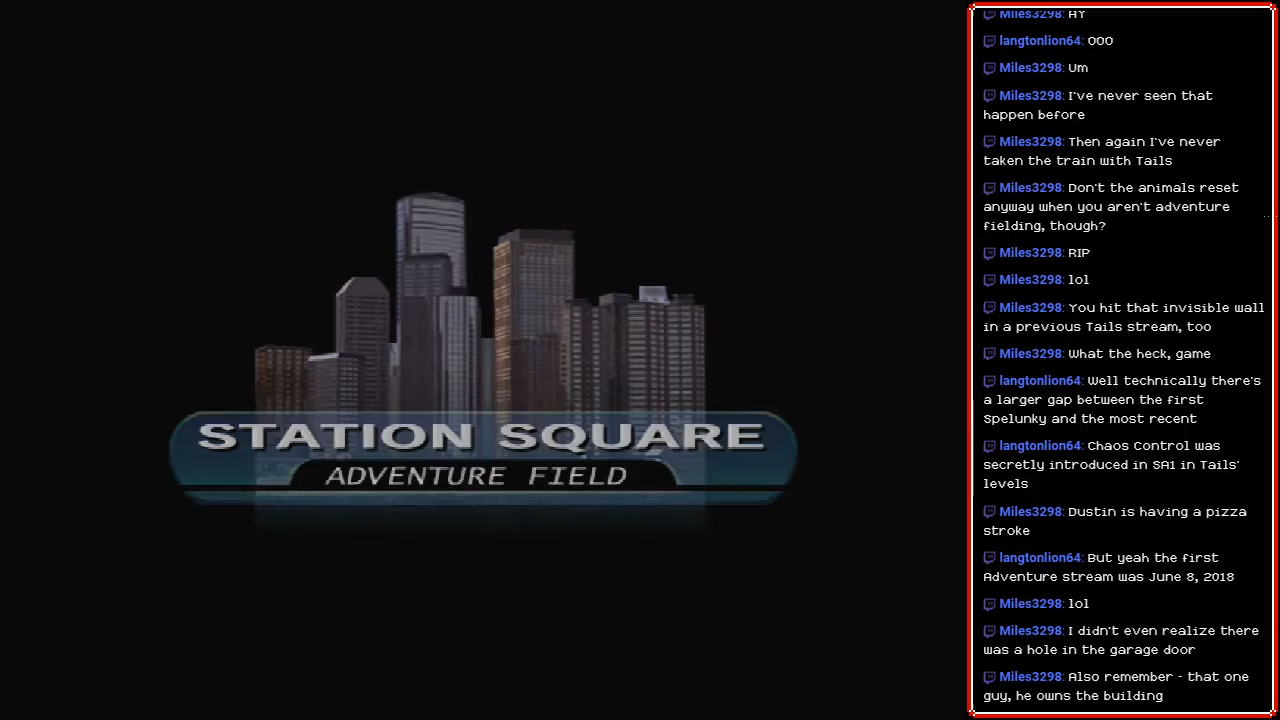 STATION SQUARE
ADVENTURE FIELD
Miles3298: AY
langtonlion64: OOO
Miles3298: Um
Miles3298: I've never seen that
happen before
Miles3298: Then again I've never
taken the train with Tails
Miles3298: Don't the animals reset
anyway when you aren't adventure
fielding, though?
Miles3298: RIP
Miles3298: lol
Miles3298: You hit that invisible wall
in a previous Tails stream, too
Miles3298: What the heck, game
langtonlion64: Well technically there's
a larger gap between the first
Spelunky and the most recent
langtonlion64: Chaos Control was
secretly introduced in SA1 in Tails'
levels
Miles3298: Dustin is having a pizza
stroke
langtonlion64: But yeah the first
Adventure stream was June 8, 2018
Miles3298: lol
Miles3298: I didn't even realize there
was a hole in the garage door
Miles3298: Also remember - that one
guy, he owns the building